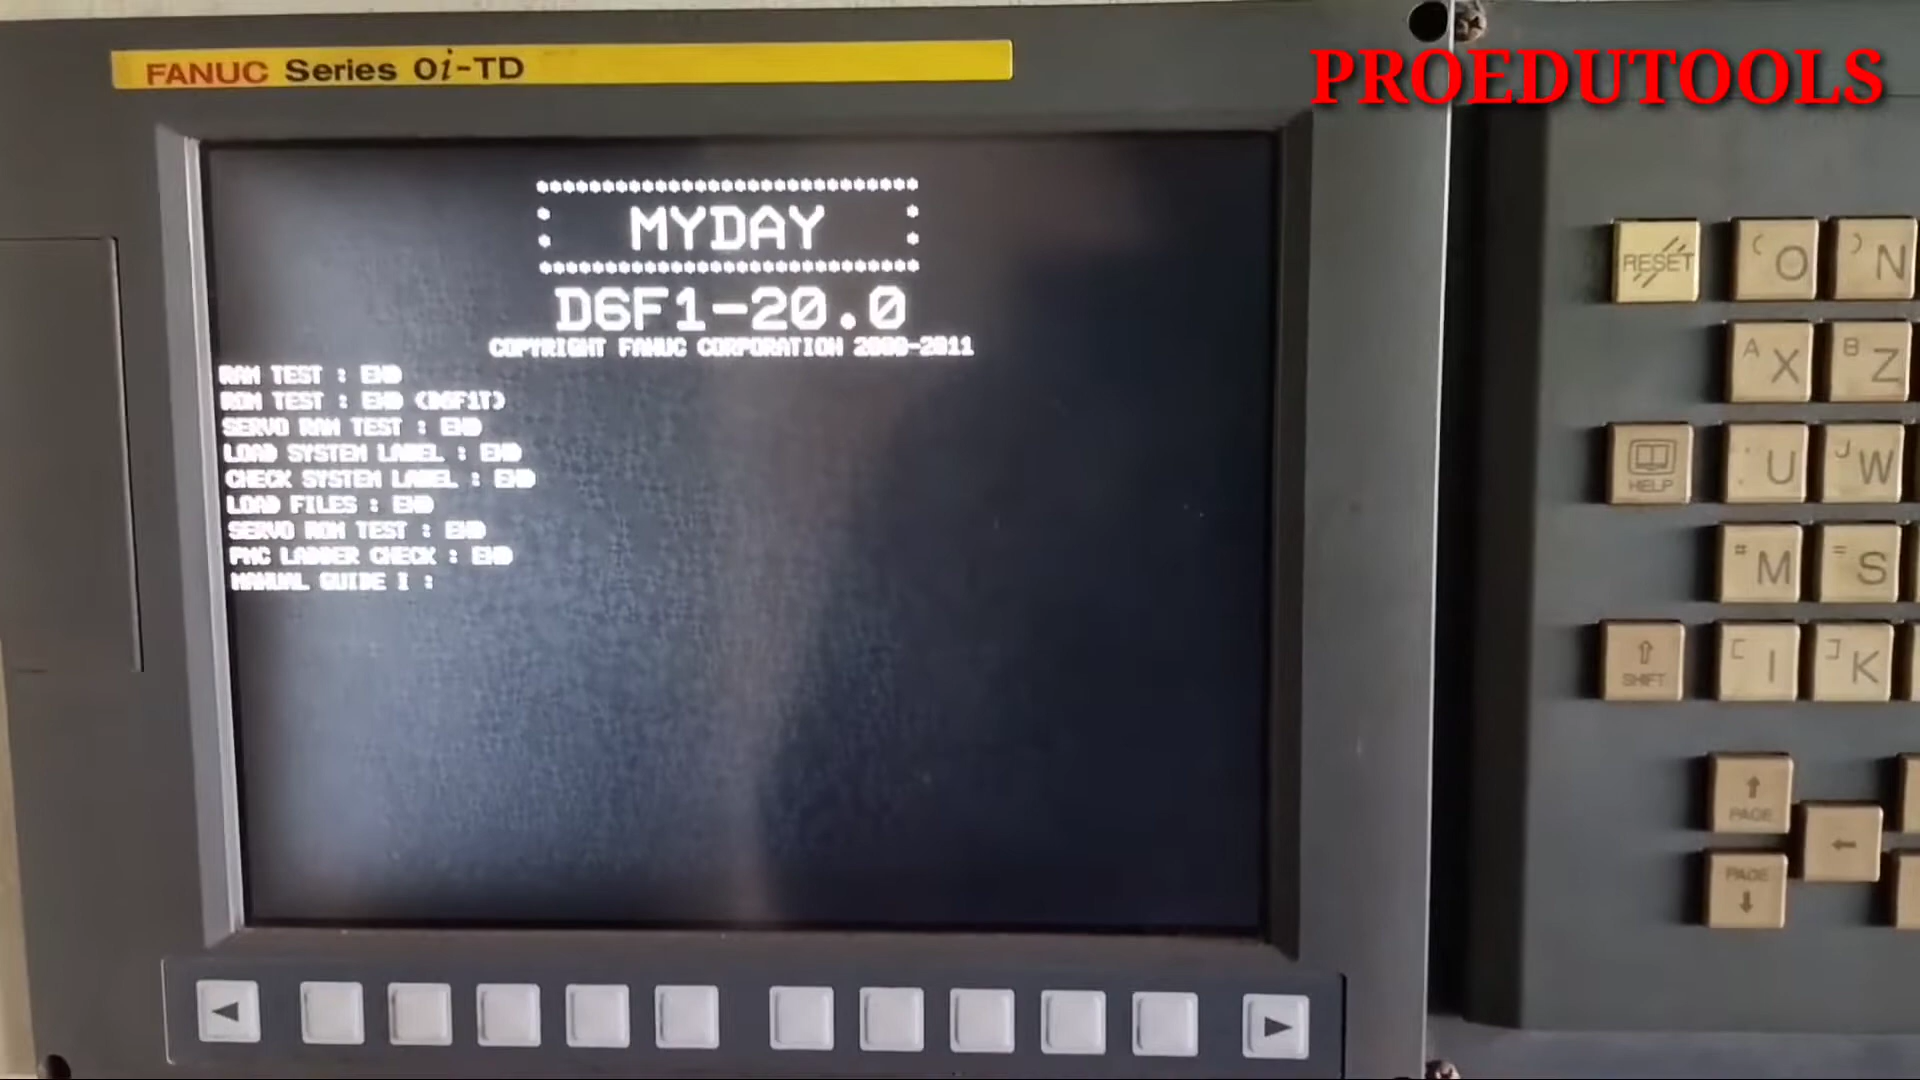 FANUC Series 0i-TD
PROEDUTOOLS
MYDAY
D6F1-20.0
COPYRIGHT FANUC CORPORATION 2008-2011
RAM TEST : END
ROM TEST : END (D6F1T)
SERVO RAM TEST : END
LOAD SYSTEM LABEL : END
CHECK SYSTEM LABEL : END
LOAD FILES : END
SERVO ROM TEST : END
PMC LADDER CHECK : END
MANUAL GUIDE I :
RESET ( O ) N
A X B Z
HELP U J W
# M = S
SHIFT [ I ] K
↑ PAGE
←
PAGE ↓